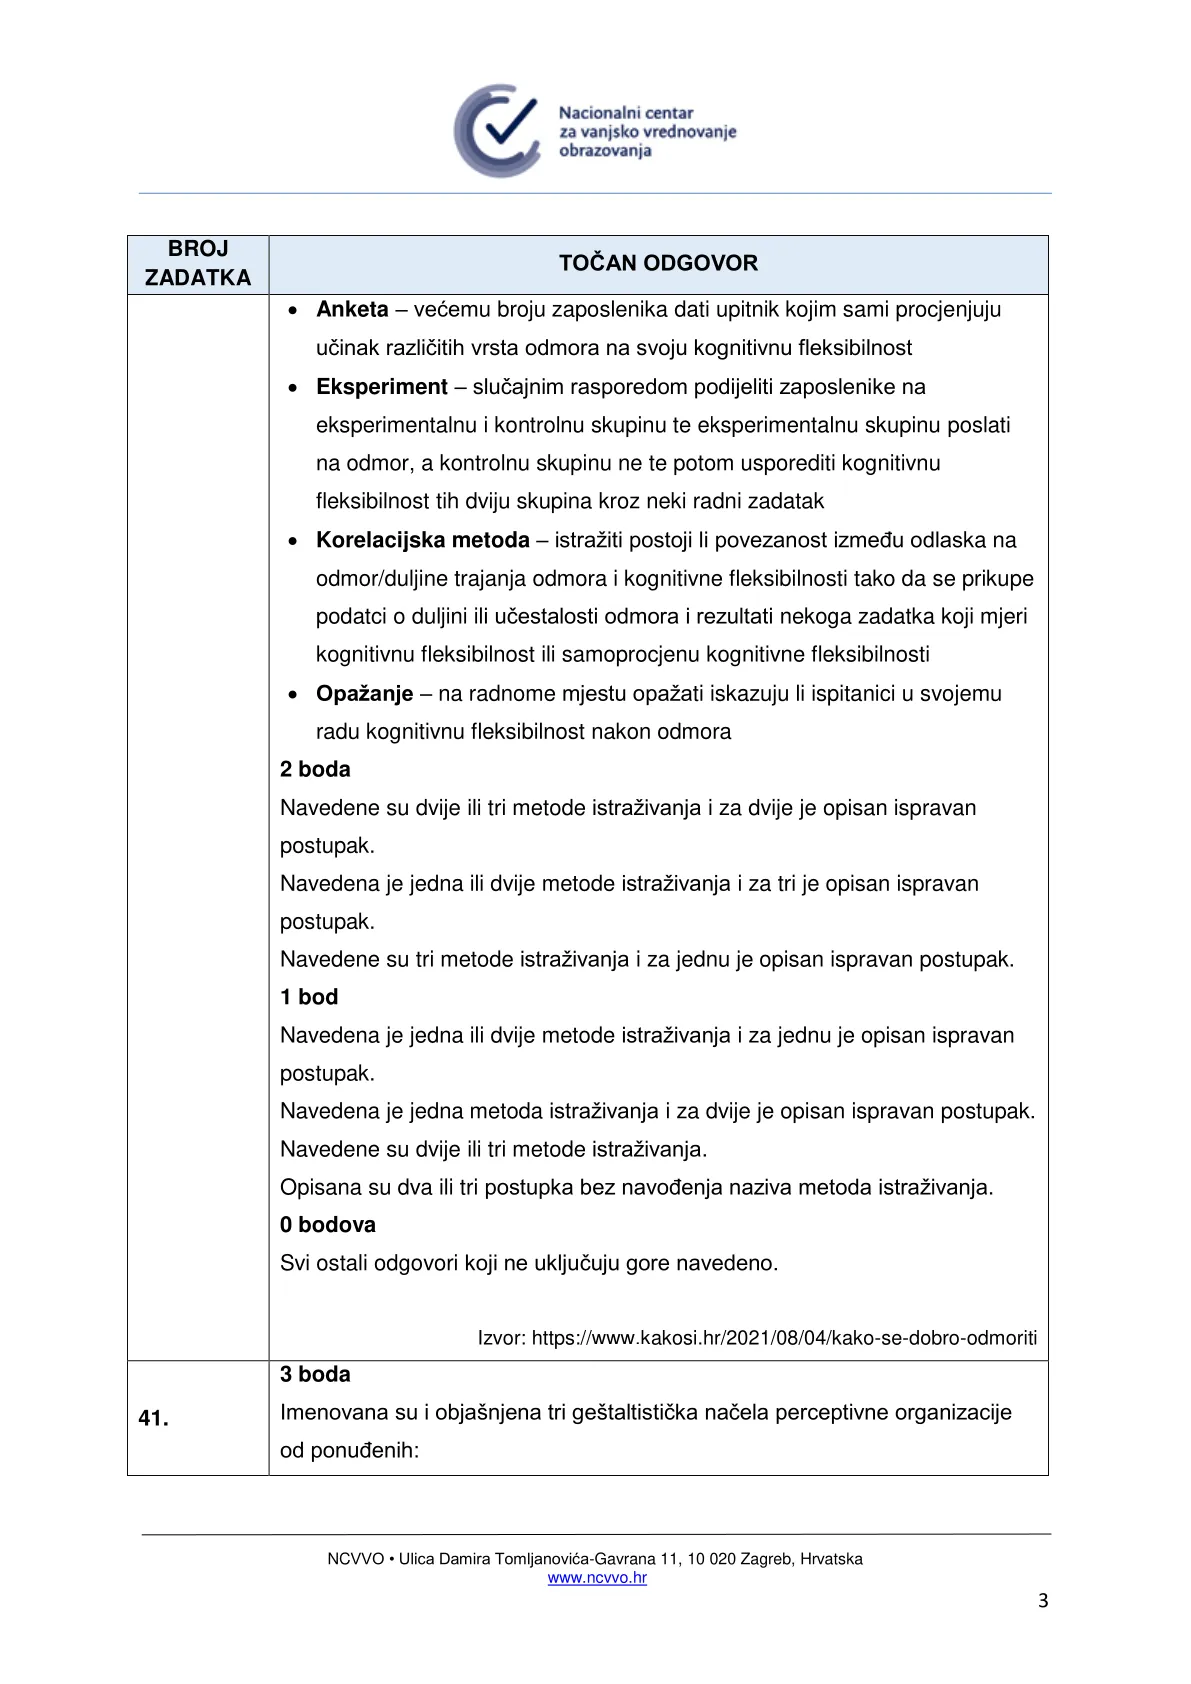 Nacionalni centar
za vanjsko vrednovanje
obrazovanja
BROJ
ZADATKA
TOČAN ODGOVOR
• Anketa – većemu broju zaposlenika dati upitnik kojim sami procjenjuju
učinak različitih vrsta odmora na svoju kognitivnu fleksibilnost
• Eksperiment – slučajnim rasporedom podijeliti zaposlenike na
eksperimentalnu i kontrolnu skupinu te eksperimentalnu skupinu poslati
na odmor, a kontrolnu skupinu ne te potom usporediti kognitivnu
fleksibilnost tih dviju skupina kroz neki radni zadatak
• Korelacijska metoda – istražiti postoji li povezanost između odlaska na
odmor/duljine trajanja odmora i kognitivne fleksibilnosti tako da se prikupe
podatci o duljini ili učestalosti odmora i rezultati nekoga zadatka koji mjeri
kognitivnu fleksibilnost ili samoprocjenu kognitivne fleksibilnosti
• Opažanje – na radnome mjestu opažati iskazuju li ispitanici u svojemu
radu kognitivnu fleksibilnost nakon odmora
2 boda
Navedene su dvije ili tri metode istraživanja i za dvije je opisan ispravan
postupak.
Navedena je jedna ili dvije metode istraživanja i za tri je opisan ispravan
postupak.
Navedene su tri metode istraživanja i za jednu je opisan ispravan postupak.
1 bod
Navedena je jedna ili dvije metode istraživanja i za jednu je opisan ispravan
postupak.
Navedena je jedna metoda istraživanja i za dvije je opisan ispravan postupak.
Navedene su dvije ili tri metode istraživanja.
Opisana su dva ili tri postupka bez navođenja naziva metoda istraživanja.
0 bodova
Svi ostali odgovori koji ne uključuju gore navedeno.
Izvor: https://www.kakosi.hr/2021/08/04/kako-se-dobro-odmoriti
41.
3 boda
Imenovana su i objašnjena tri geštaltistička načela perceptivne organizacije
od ponuđenih:
NCVVO • Ulica Damira Tomljanovića-Gavrana 11, 10 020 Zagreb, Hrvatska
www.ncvvo.hr
3